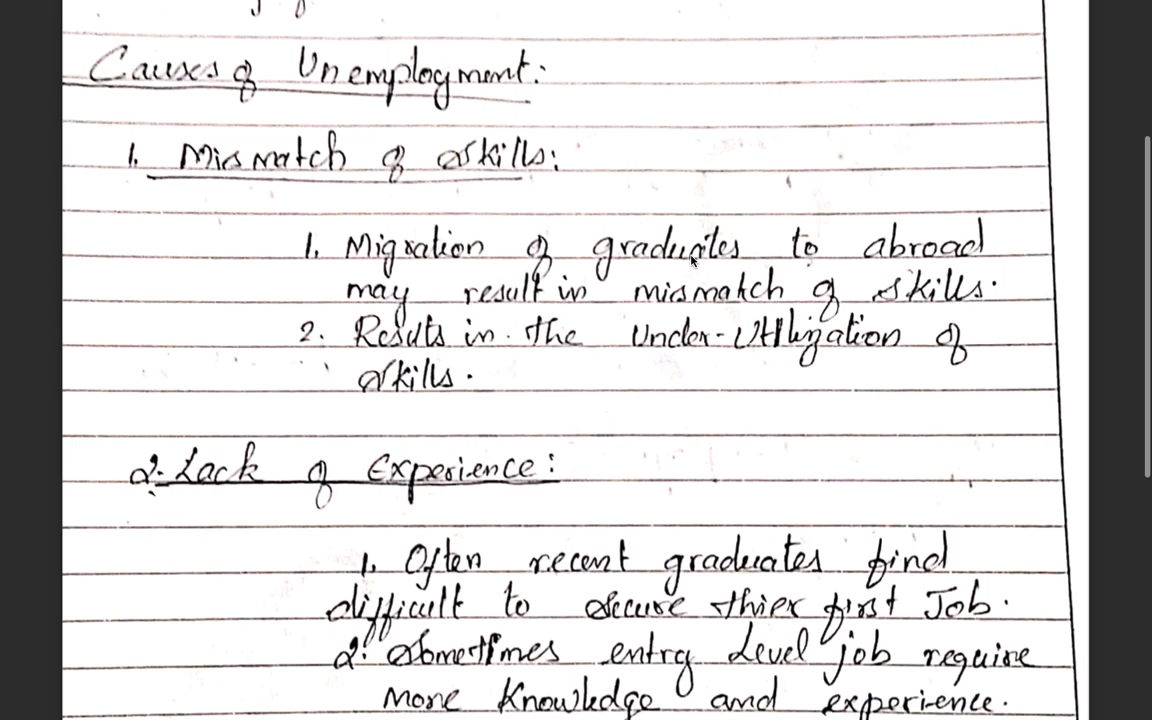 Causes of Unemployment:
1. Mismatch of skills:
1. Migration of graduates to abroad
may result in mismatch of skills.
2. Results in the Under-Utilization of
skills.
2. Lack of Experience:
1. Often recent graduates find
difficult to secure thier first Job.
2. Sometimes entry Level job require
more Knowledge and experience.